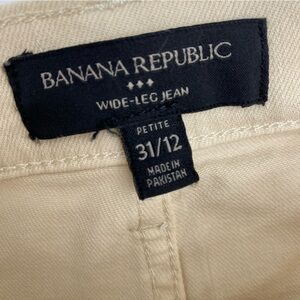 BANANA REPUBLIC
WIDE-LEG JEAN
PETITE
31/12
MADE IN
PAKISTAN